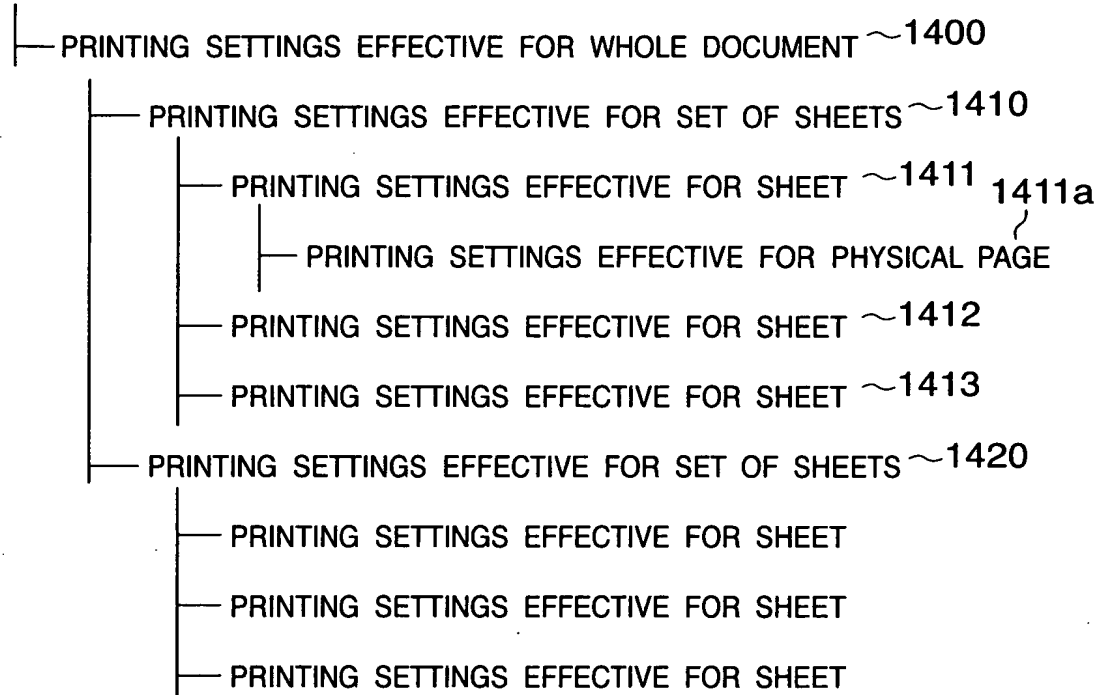 PRINTING SETTINGS EFFECTIVE FOR WHOLE DOCUMENT ~1400
PRINTING SETTINGS EFFECTIVE FOR SET OF SHEETS ~1410
PRINTING SETTINGS EFFECTIVE FOR SHEET ~1411
1411a
PRINTING SETTINGS EFFECTIVE FOR PHYSICAL PAGE
PRINTING SETTINGS EFFECTIVE FOR SHEET ~1412
PRINTING SETTINGS EFFECTIVE FOR SHEET ~1413
PRINTING SETTINGS EFFECTIVE FOR SET OF SHEETS ~1420
PRINTING SETTINGS EFFECTIVE FOR SHEET
PRINTING SETTINGS EFFECTIVE FOR SHEET
PRINTING SETTINGS EFFECTIVE FOR SHEET